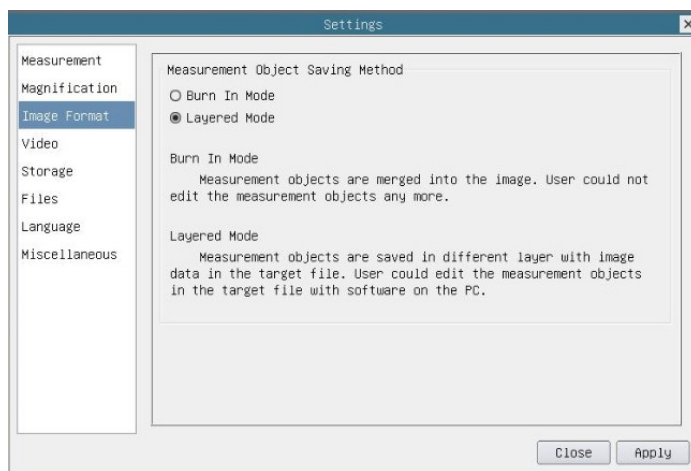 Settings
Measurement
Magnification
Image Format
Video
Storage
Files
Language
Miscellaneous
Measurement Object Saving Method
Burn In Mode
Layered Mode
Burn In Mode
Measurement objects are merged into the image. User could not
edit the measurement objects any more.
Layered Mode
Measurement objects are saved in different layer with image
data in the target file. User could edit the measurement objects
in the target file with software on the PC.
Close
Apply